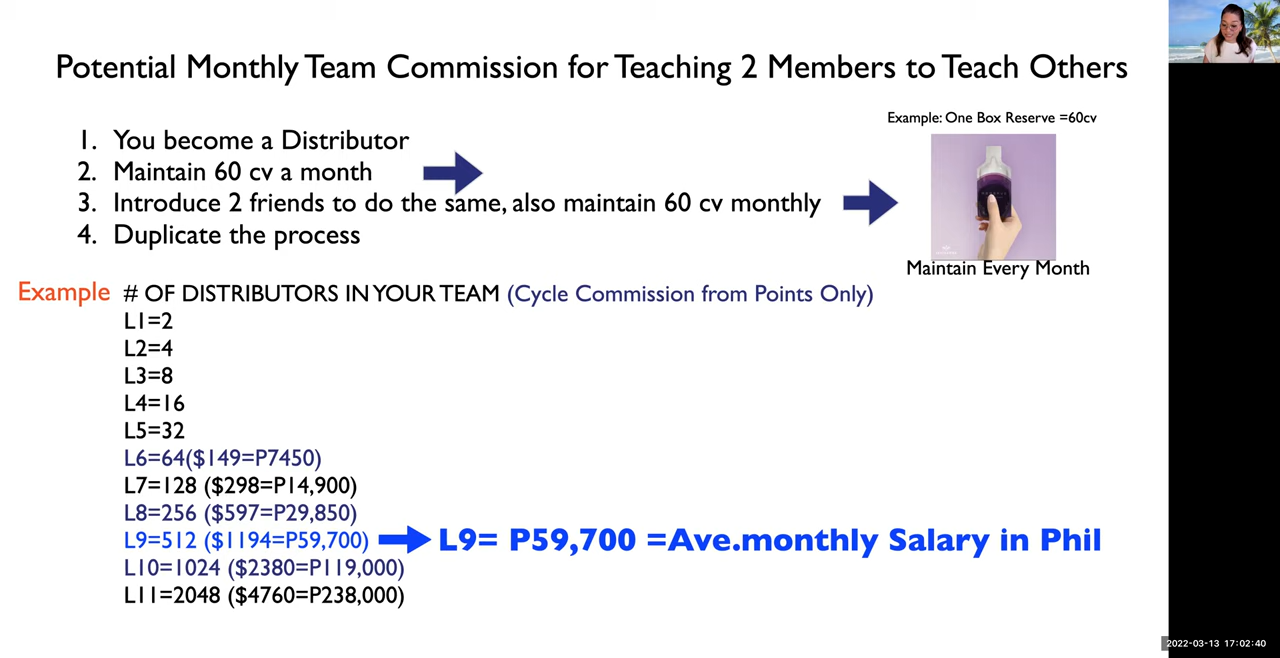 Potential Monthly Team Commission for Teaching 2 Members to Teach Others
Example: One Box Reserve =60cv
1. You become a Distributor
2. Maintain 60 cv a month
3. Introduce 2 friends to do the same, also maintain 60 cv monthly
4. Duplicate the process
Maintain Every Month
Example # OF DISTRIBUTORS IN YOUR TEAM (Cycle Commission from Points Only)
L1=2
L2=4
L3=8
L4=16
L5=32
L6=64($149=P7450)
L7=128 ($298=P14,900)
L8=256 ($597=P29,850)
L9=512 ($1194=P59,700) L9= P59,700 =Ave.monthly Salary in Phil
L10=1024 ($2380=P119,000)
L11=2048 ($4760=P238,000)
2022-03-13 17:02:40